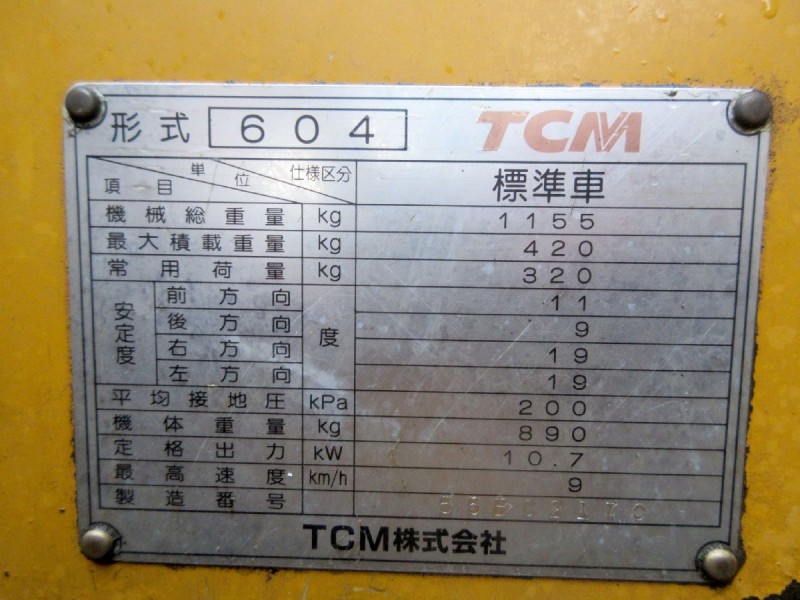 形式 604 TCM
項目 単位 仕様区分 標準車
機械総重量 kg 1155
最大積載重量 kg 420
常用荷重 kg 320
安定度 前方向 度 11
後方向 9
右方向 19
左方向 19
平均接地圧 kPa 200
機体重量 kg 890
定格出力 kW 10.7
最高速度 km/h 9
製造番号
TCM株式会社